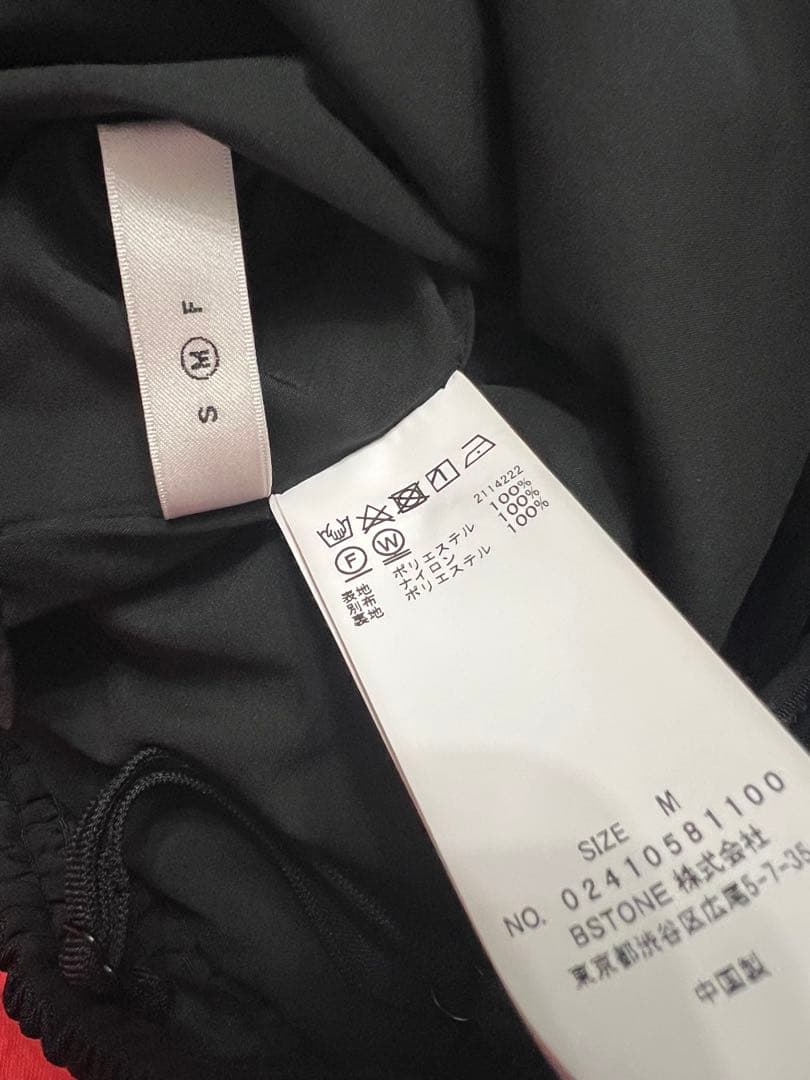 S M F
F W
2114222
表地 ポリエステル 100%
別布 ナイロン 100%
裏地 ポリエステル 100%
SIZE M
NO. 02410581100
BSTONE 株式会社
東京都渋谷区広尾5-7-35
中国製